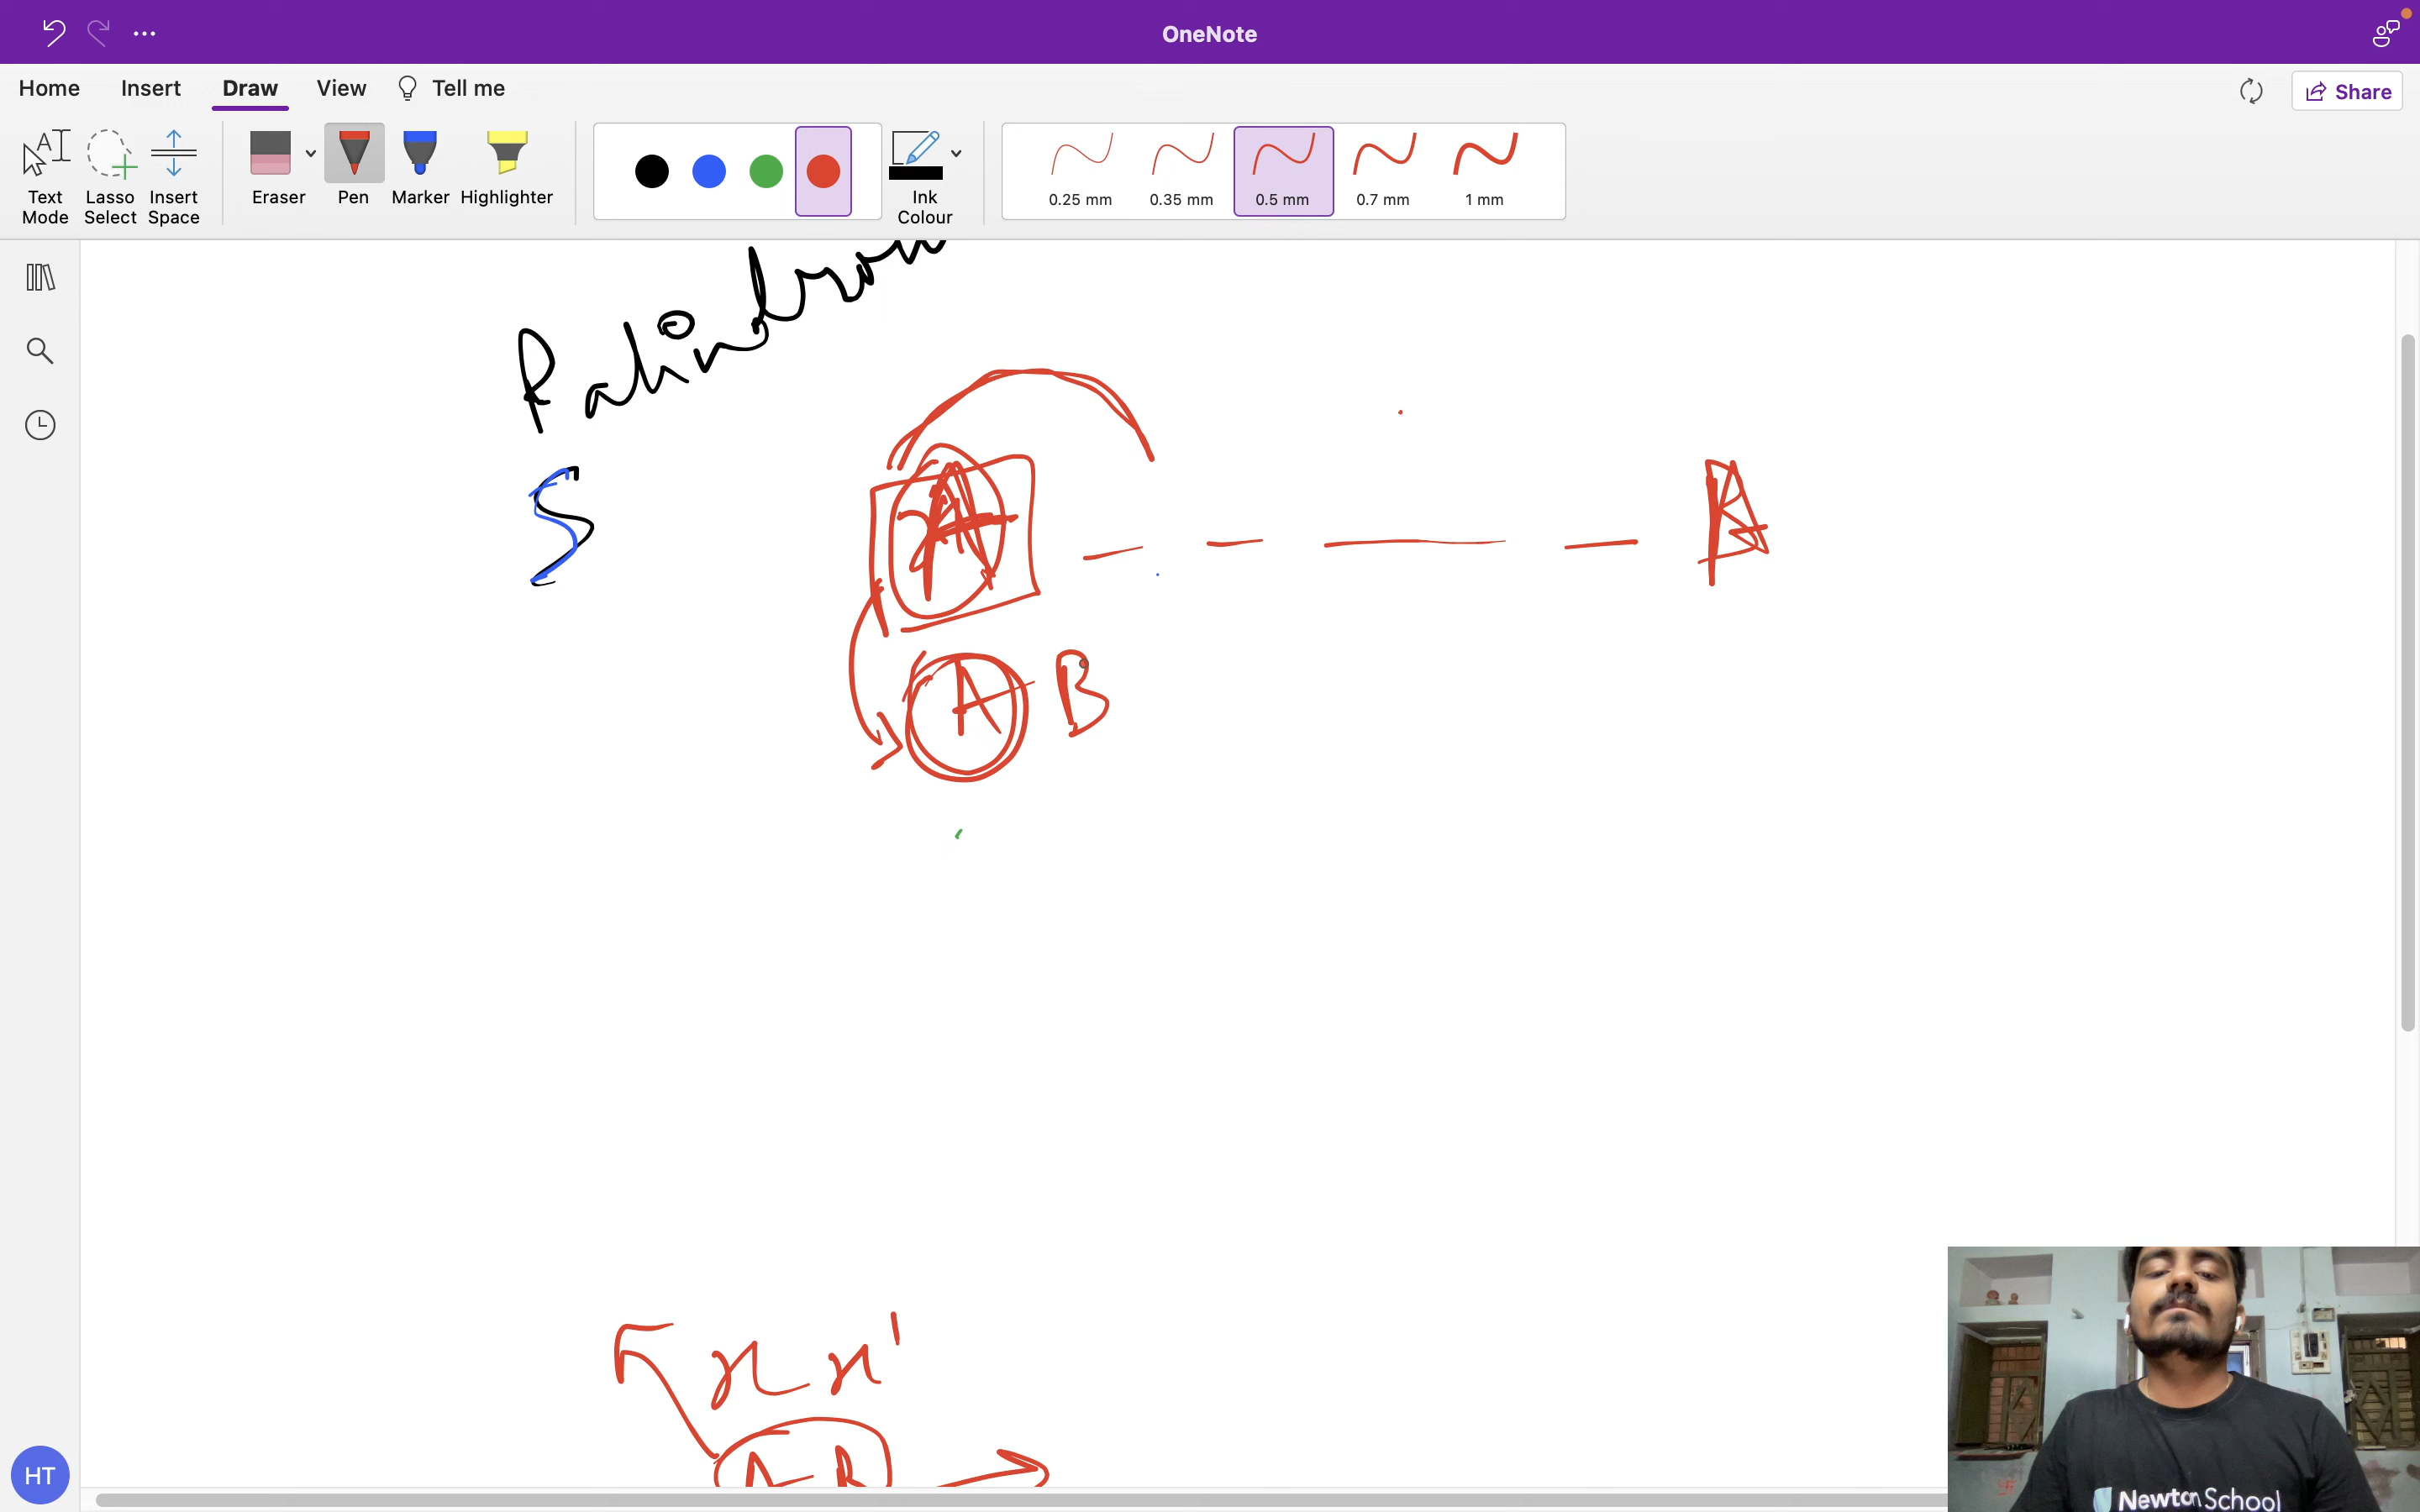 OneNote
Home Insert Draw View Tell me
Share
Text Mode
Lasso Select
Insert Space
Eraser
Pen
Marker
Highlighter
Ink Colour
0.25 mm
0.35 mm
0.5 mm
0.7 mm
1 mm
S
A B
x x'
A B
HT
Newton School